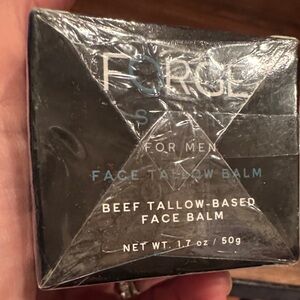 FORGE
FOR MEN
FACE TALLOW BALM
BEEF TALLOW-BASED
FACE BALM
NET WT. 1.7 oz / 50g